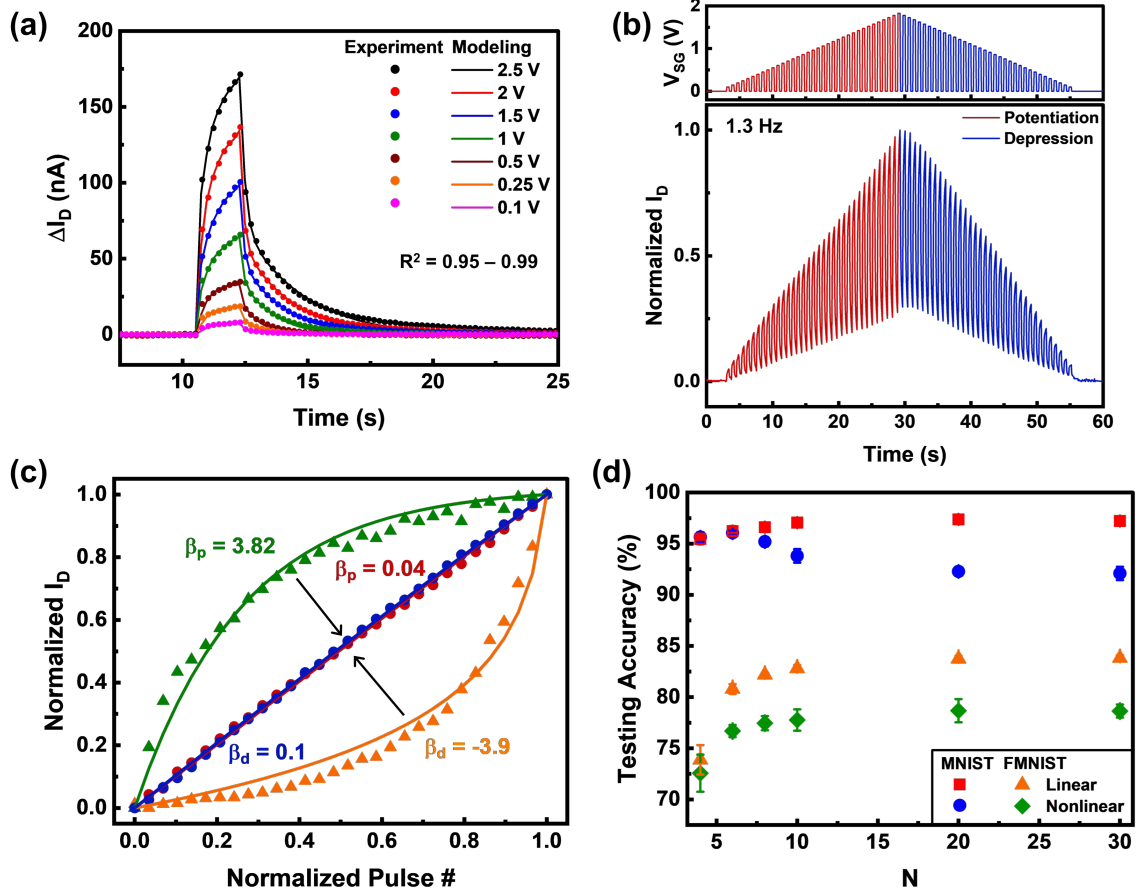 (a)
200
150
100
50
0
ΔI_D (nA)
Experiment Modeling
2.5 V
2 V
1.5 V
1 V
0.5 V
0.25 V
0.1 V
R² = 0.95 – 0.99
10 15 20 25
Time (s)
(b)
2
1
0
V_SG (V)
1.3 Hz
Potentiation
Depression
1.0
0.5
0.0
Normalized I_D
0 10 20 30 40 50 60
Time (s)
(c)
1.0
0.8
0.6
0.4
0.2
0.0
Normalized I_D
β_p = 3.82
β_p = 0.04
β_d = 0.1
β_d = -3.9
0.0 0.2 0.4 0.6 0.8 1.0
Normalized Pulse #
(d)
100
95
90
85
80
75
70
Testing Accuracy (%)
MNIST FMNIST
Linear
Nonlinear
5 10 15 20 25 30
N